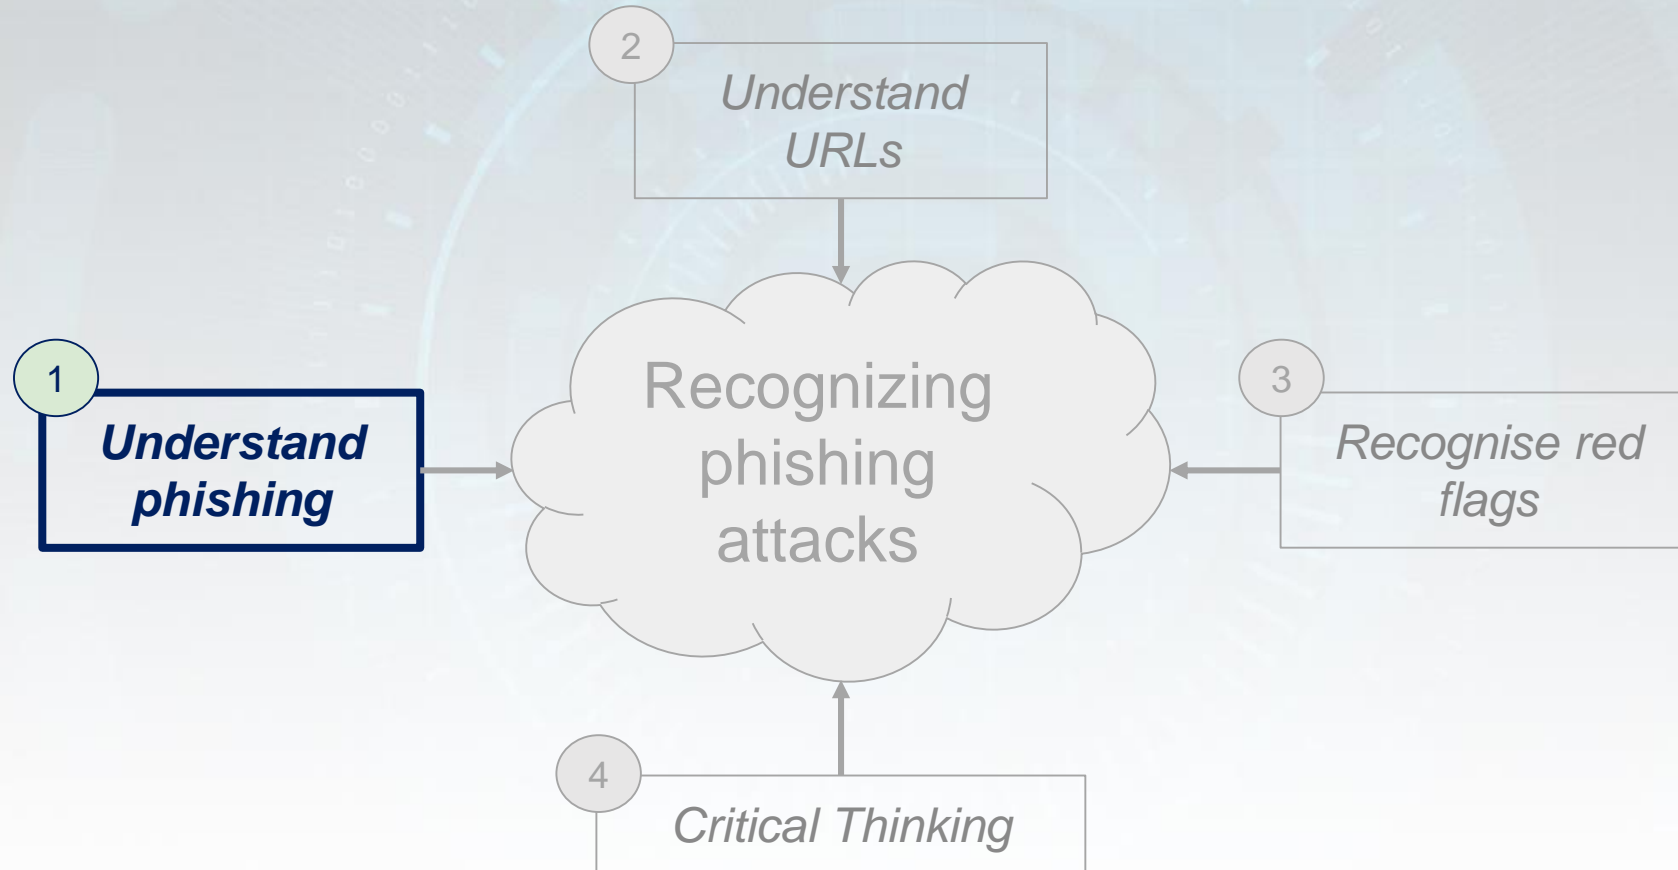 2
Understand
URLs
1
Understand
phishing
Recognizing
phishing
attacks
3
Recognise red
flags
4
Critical Thinking